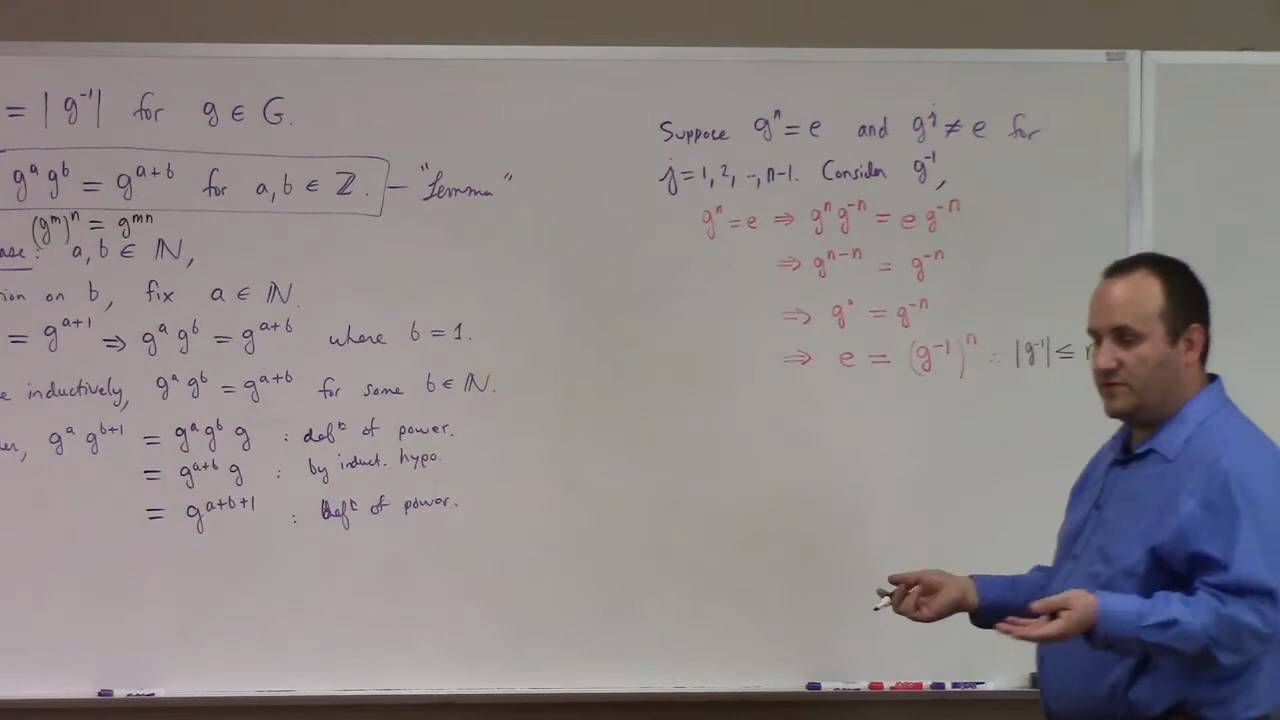 = | g⁻¹| for g ∈ G.
gᵃ gᵇ = gᵃ⁺ᵇ for a, b ∈ ℤ. — "Lemma"
(gᵐ)ⁿ = gᵐⁿ
ase: a, b ∈ ℕ,
ion on b, fix a ∈ ℕ.
= gᵃ⁺¹ ⇒ gᵃ gᵇ = gᵃ⁺ᵇ where b = 1.
e inductively, gᵃ gᵇ = gᵃ⁺ᵇ for some b ∈ ℕ.
gᵃ gᵇ⁺¹ = gᵃ gᵇ g : defⁿ of power.
= gᵃ⁺ᵇ g : by induct. hypo.
= gᵃ⁺ᵇ⁺¹ : defⁿ of power.
Suppose gⁿ = e and gʲ ≠ e for
j = 1, 2, ..., n-1. Consider g⁻¹,
gⁿ = e ⇒ gⁿ g⁻ⁿ = e g⁻ⁿ
⇒ gⁿ⁻ⁿ = g⁻ⁿ
⇒ g⁰ = g⁻ⁿ
⇒ e = (g⁻¹)ⁿ ∴ |g⁻¹| ≤